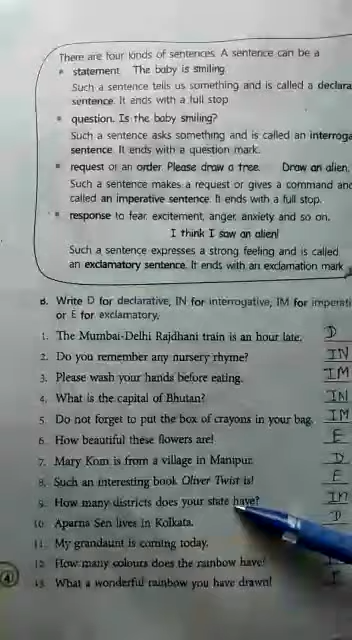 There are four kinds of sentences. A sentence can be a
statement The baby is smiling
Such a sentence tells us something and is called a declara
sentence. It ends with a full stop
question. Is the baby smiling?
Such a sentence asks something and is called an interroga
sentence. It ends with a question mark.
request or an order. Please draw a tree. Draw an alien.
Such a sentence makes a request or gives a command and
called an imperative sentence. It ends with a full stop.
response to fear, excitement, anger, anxiety and so on.
I think I saw an alien!
Such a sentence expresses a strong feeling and is called
an exclamatory sentence. It ends with an exclamation mark
d. Write D for declarative, IN for interrogative, IM for imperati
or E for exclamatory.
1. The Mumbai-Delhi Rajdhani train is an hour late. D
2. Do you remember any nursery rhyme? IN
3. Please wash your hands before eating. IM
4. What is the capital of Bhutan? IN
5. Do not forget to put the box of crayons in your bag. IM
6. How beautiful these flowers are! E
7. Mary Kom is from a village in Manipur. D
8. Such an interesting book Oliver Twist is! E
9. How many districts does your state have? IN
10. Aparna Sen lives in Kolkata. D
11. My grandaunt is coming today.
12. How many colours does the rainbow have?
13. What a wonderful rainbow you have drawn!
4